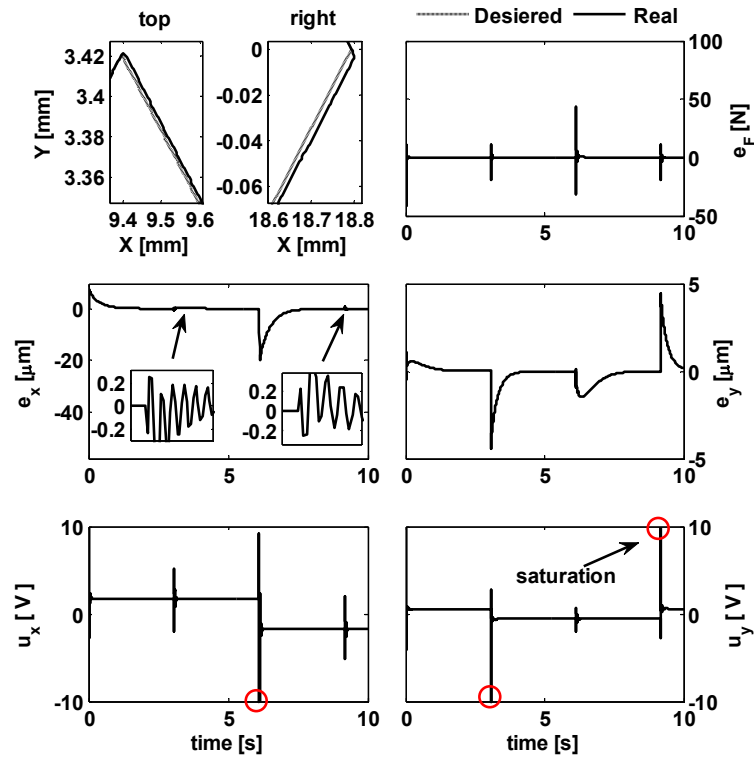 top
right
Desiered
Real
3.42
3.4
3.38
3.36
Y [mm]
9.4 9.5 9.6
X [mm]
0
-0.02
-0.04
-0.06
18.6 18.7 18.8
X [mm]
100
50
0
-50
e_F [N]
0 5 10
0
-20
-40
e_x [μm]
0.2
0
-0.2
0.2
0
-0.2
0 5 10
5
0
-5
e_y [μm]
0 5 10
10
0
-10
u_x [ V]
0 5 10
time [s]
saturation
10
0
-10
u_y [ V]
0 5 10
time [s]